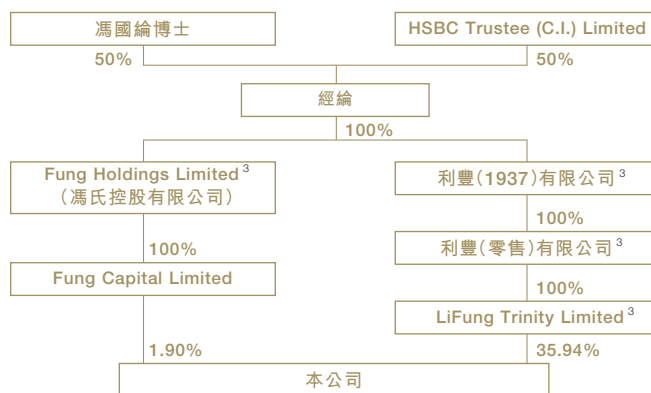 馮國綸博士
HSBC Trustee (C.I.) Limited
50%
50%
經綸
100%
Fung Holdings Limited 3
（馮氏控股有限公司）
利豐（1937）有限公司 3
100%
利豐（零售）有限公司 3
100%
Fung Capital Limited
100%
LiFung Trinity Limited 3
1.90%
35.94%
本公司